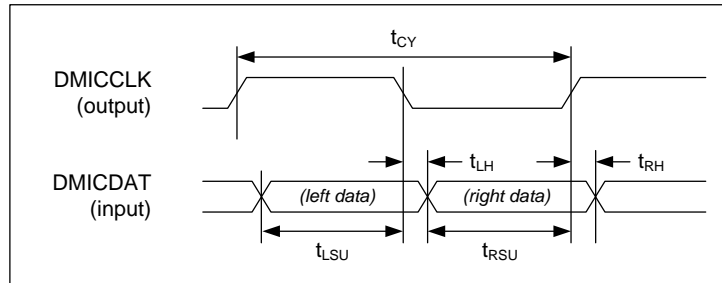 tCY
DMICCLK
(output)
tLH
tRH
DMICDAT
(input)
(left data)
(right data)
tLSU
tRSU